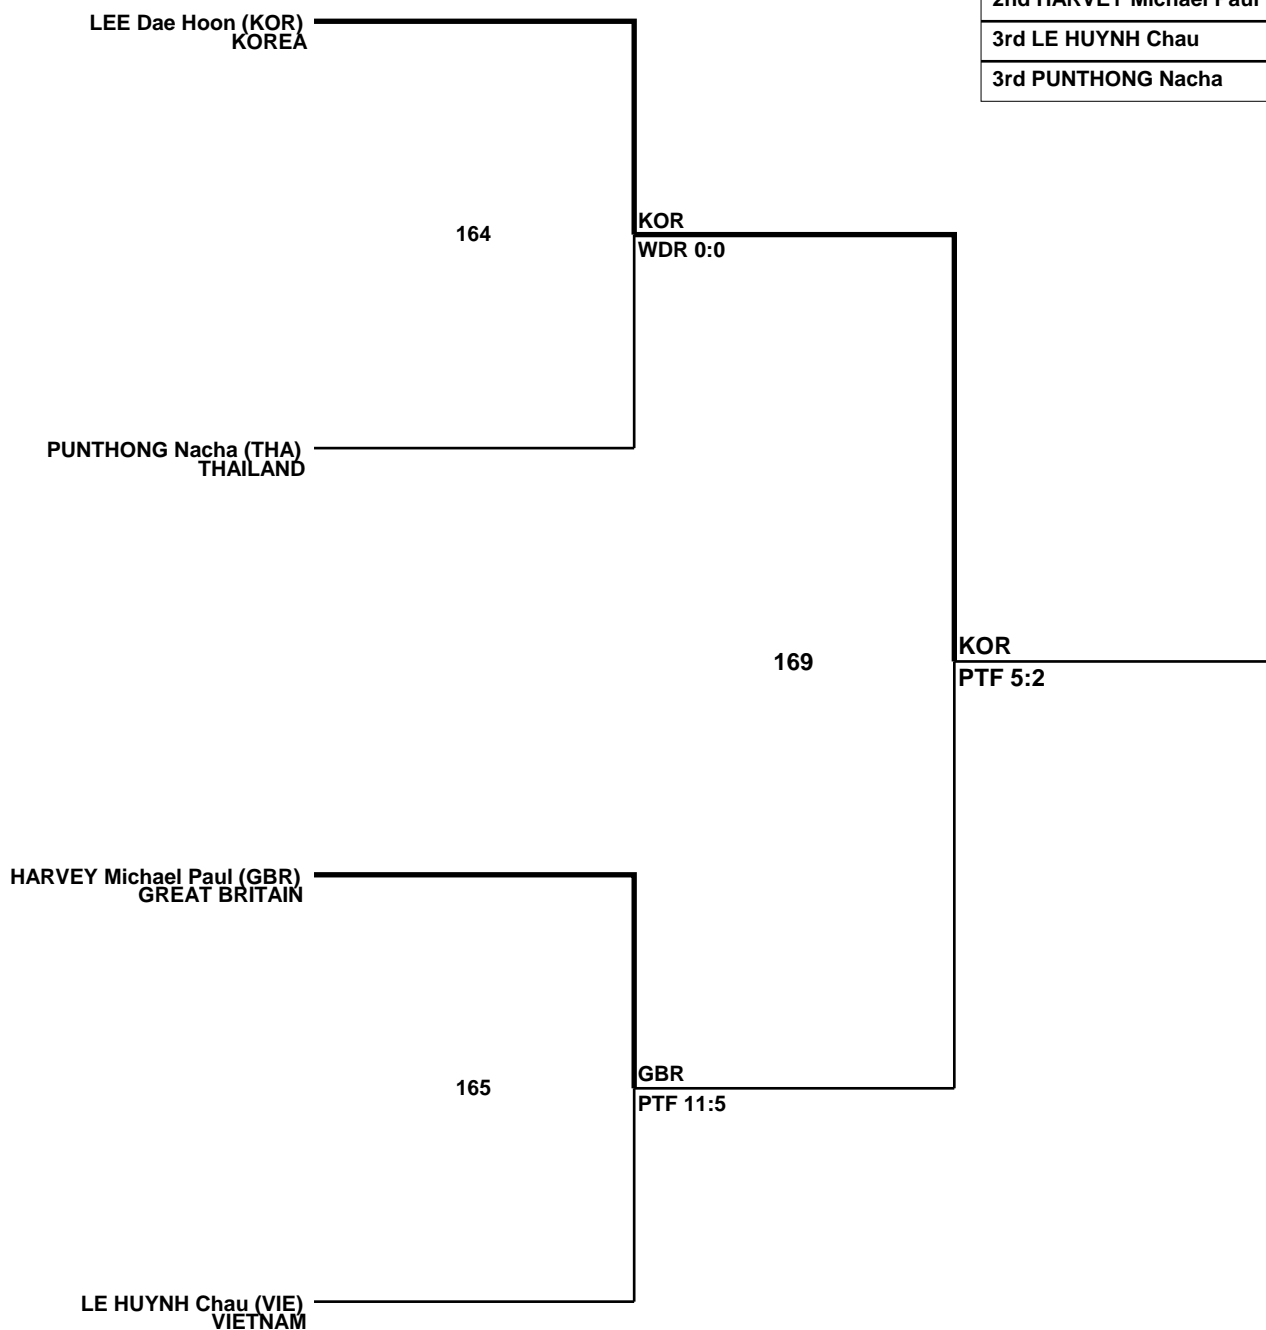 2nd HARVEY Michael Paul
3rd LE HUYNH Chau
3rd PUNTHONG Nacha
LEE Dae Hoon (KOR)
KOREA
164
KOR
WDR 0:0
PUNTHONG Nacha (THA)
THAILAND
169
KOR
PTF 5:2
HARVEY Michael Paul (GBR)
GREAT BRITAIN
165
GBR
PTF 11:5
LE HUYNH Chau (VIE)
VIETNAM